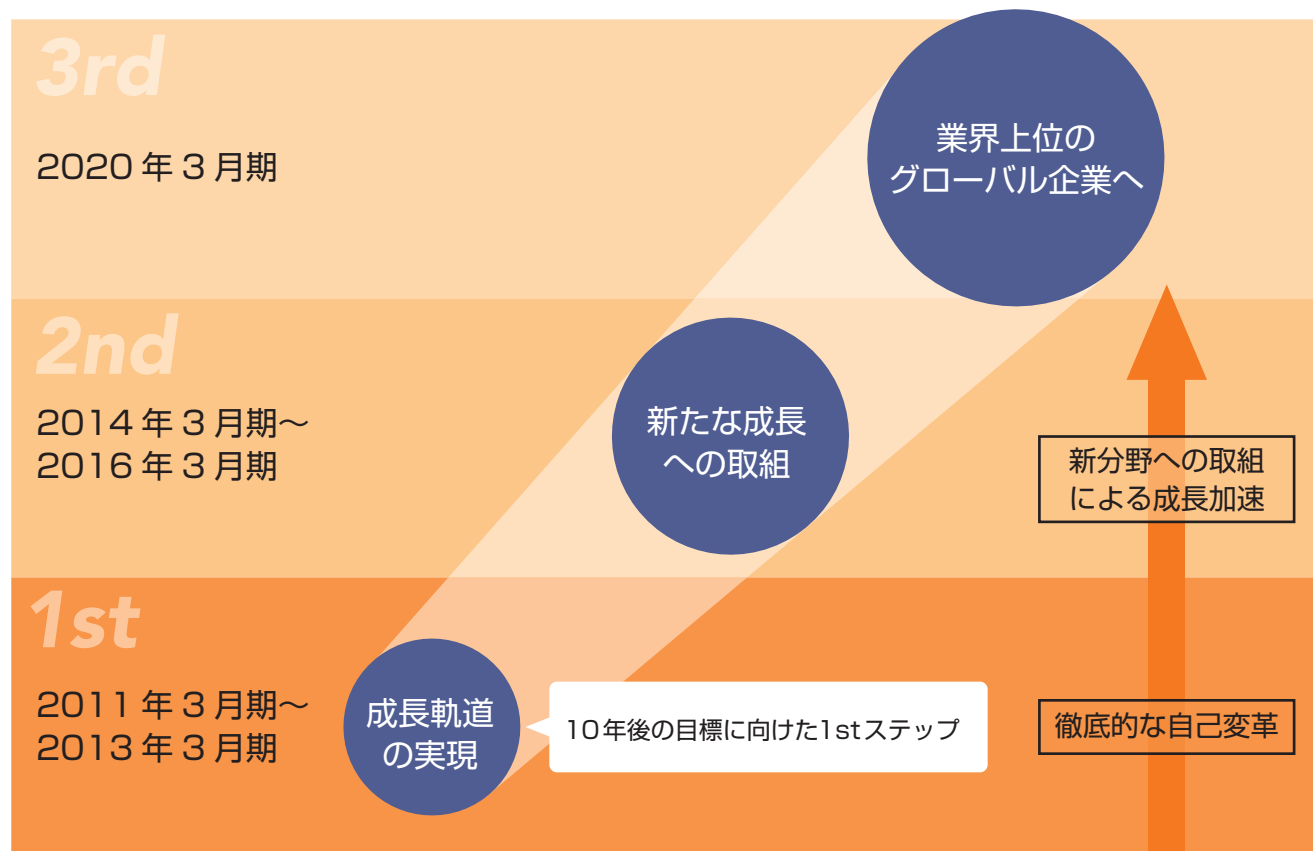 3rd
2020 年 3 月期
業界上位の
グローバル企業へ
2nd
2014 年 3 月期～
2016 年 3 月期
新たな成長
への取組
新分野への取組
による成長加速
1st
2011 年 3 月期～
2013 年 3 月期
成長軌道
の実現
10年後の目標に向けた1stステップ
徹底的な自己変革